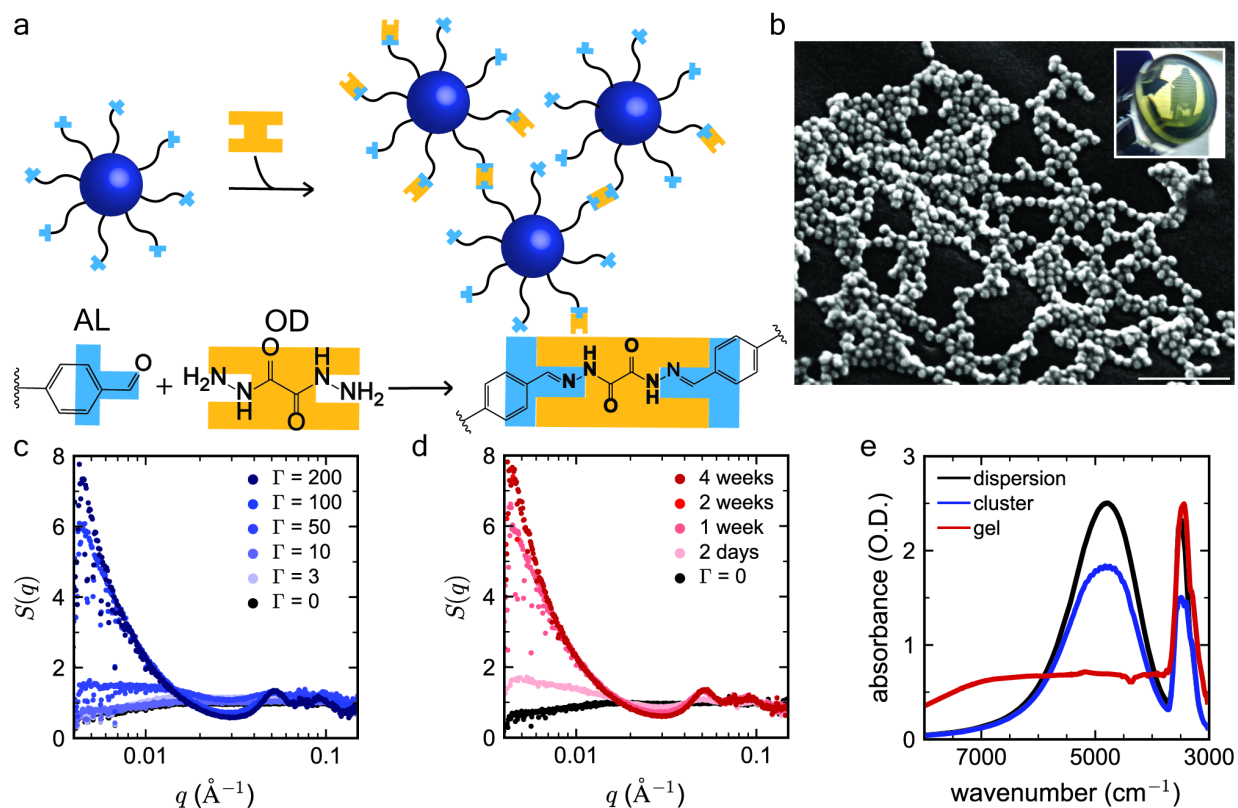 a
b
AL
OD
O
+
H₂N
N
H
O
O
H
N
NH₂
N
H
N
O
O
N
H
N
c
8
6
4
2
0
S(q)
0.01
0.1
q (Å⁻¹)
Γ = 200
Γ = 100
Γ = 50
Γ = 10
Γ = 3
Γ = 0
d
8
6
4
2
0
S(q)
0.01
0.1
q (Å⁻¹)
4 weeks
2 weeks
1 week
2 days
Γ = 0
e
3
2
1
0
absorbance (O.D.)
7000
5000
3000
wavenumber (cm⁻¹)
dispersion
cluster
gel